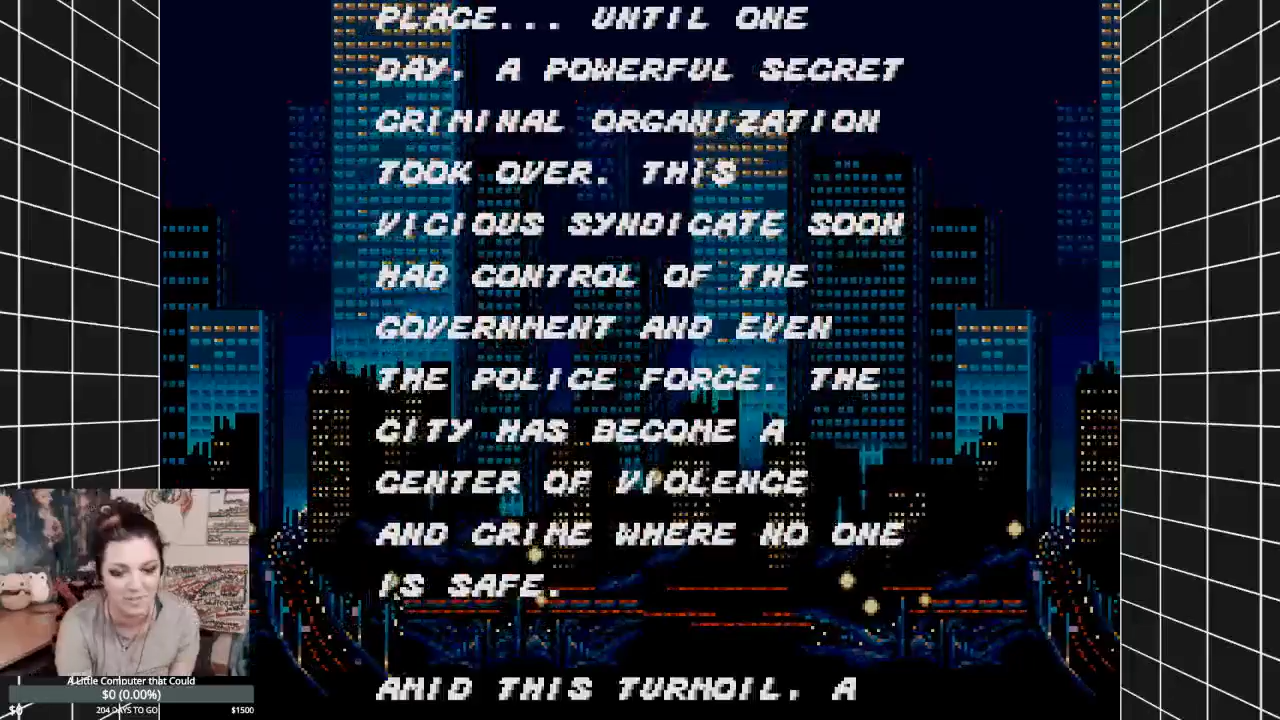 PLACE... UNTIL ONE
DAY, A POWERFUL SECRET
CRIMINAL ORGANIZATION
TOOK OVER. THIS
VICIOUS SYNDICATE SOON
HAD CONTROL OF THE
GOVERNMENT AND EVEN
THE POLICE FORCE. THE
CITY HAS BECOME A
CENTER OF VIOLENCE
AND CRIME WHERE NO ONE
IS SAFE.
AMID THIS TURMOIL, A
A Little Computer that Could
$0 (0.00%)
$0 204 DAYS TO GO $1500